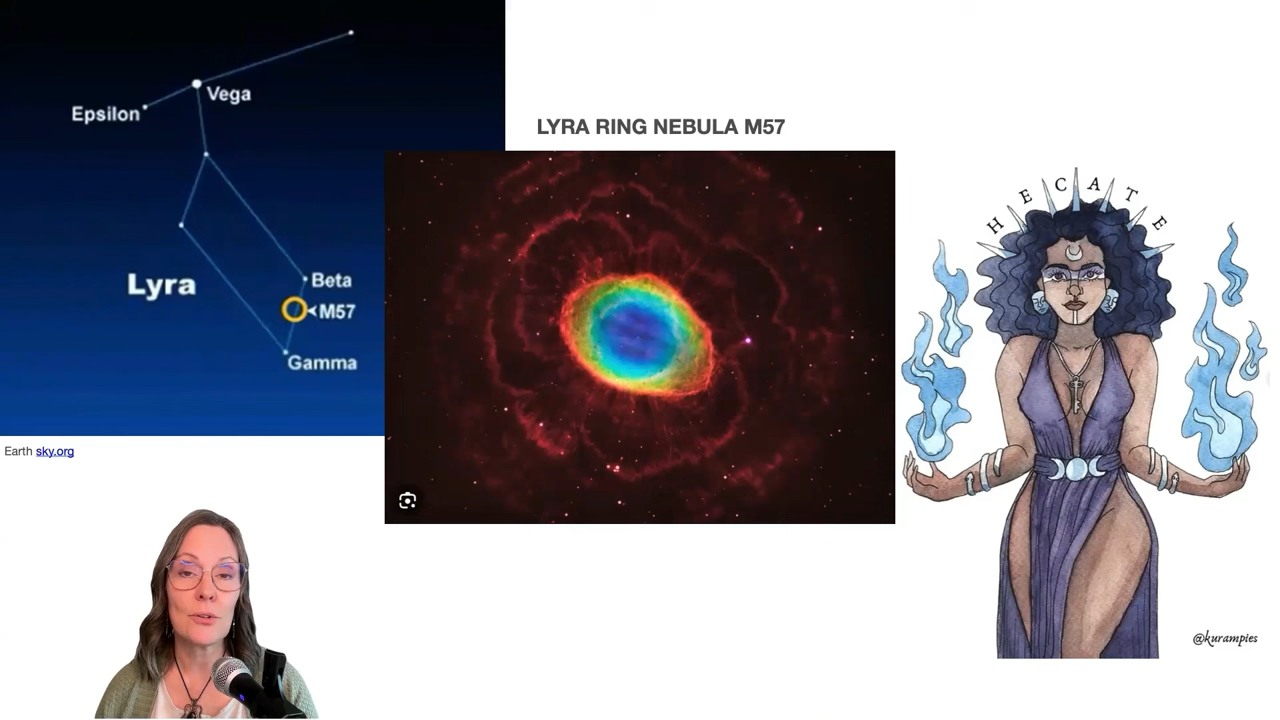 Epsilon
Vega
Lyra
Beta
M57
Gamma
Earth sky.org
LYRA RING NEBULA M57
HECATE
@kurampies